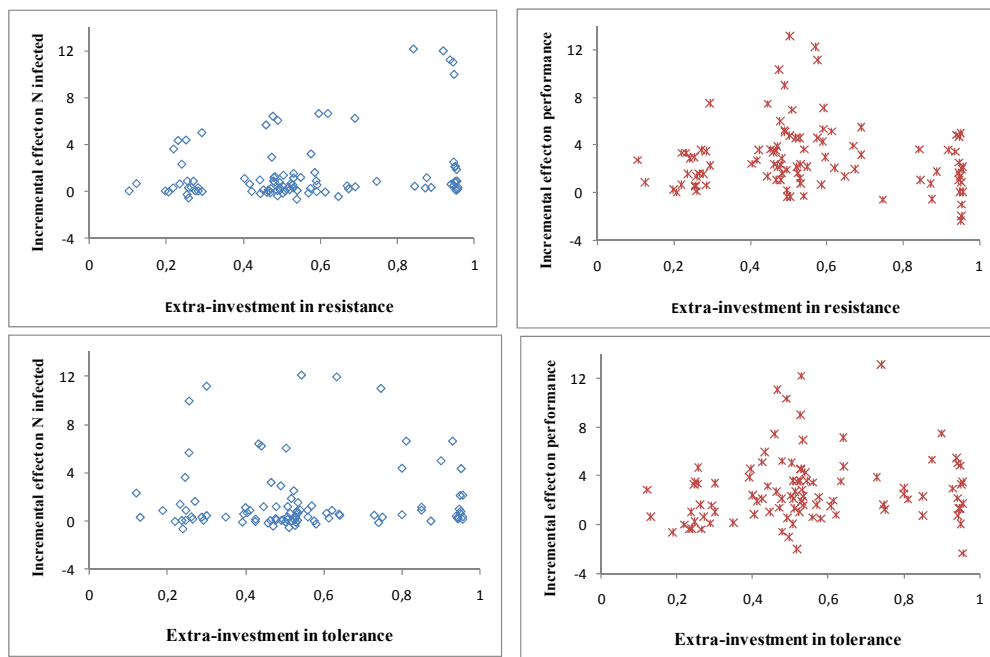 Incremental effect on N infected
12
8
4
0
-4
0 0,2 0,4 0,6 0,8 1
Extra-investment in resistance
Incremental effect on performance
12
8
4
0
-4
0 0,2 0,4 0,6 0,8 1
Extra-investment in resistance
Incremental effect on N infected
12
8
4
0
-4
0 0,2 0,4 0,6 0,8 1
Extra-investment in tolerance
Incremental effect on performance
12
8
4
0
-4
0 0,2 0,4 0,6 0,8 1
Extra-investment in tolerance